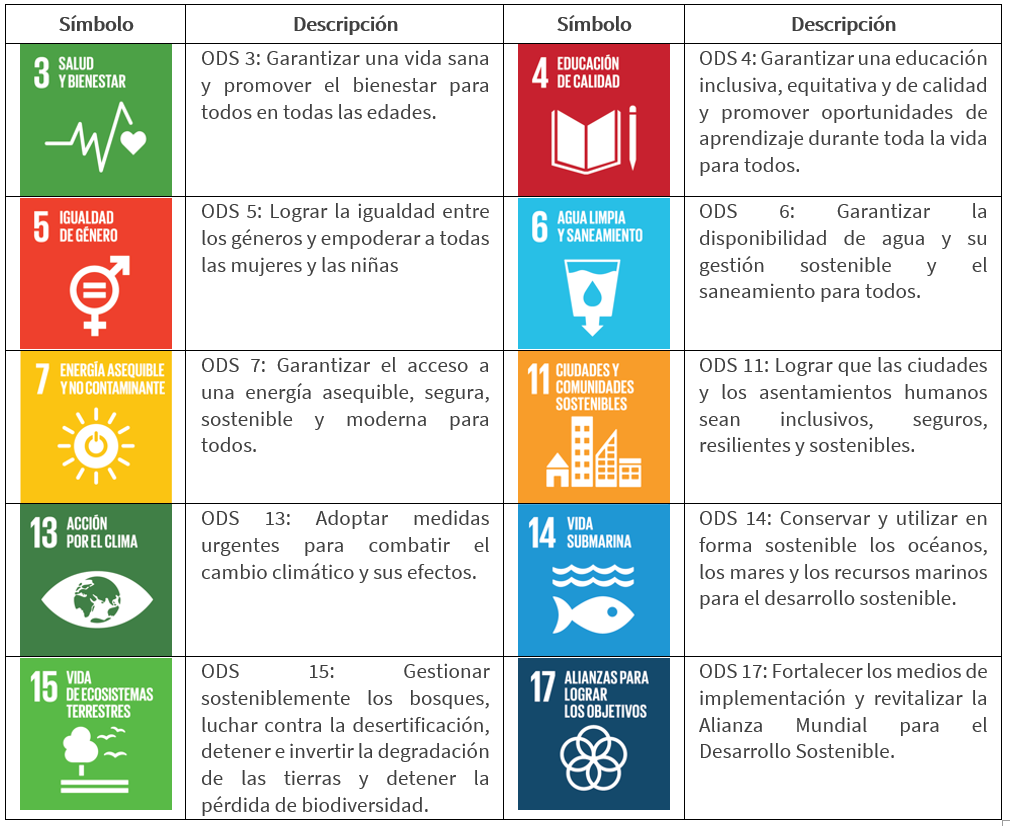 Símbolo
Descripción
Símbolo
Descripción
3 SALUD
Y BIENESTAR
ODS 3: Garantizar una vida sana
y promover el bienestar para
todos en todas las edades.
4 EDUCACIÓN
DE CALIDAD
ODS 4: Garantizar una educación
inclusiva, equitativa y de calidad
y promover oportunidades de
aprendizaje durante toda la vida
para todos.
5 IGUALDAD
DE GÉNERO
ODS 5: Lograr la igualdad entre
los géneros y empoderar a todas
las mujeres y las niñas
6 AGUA LIMPIA
Y SANEAMIENTO
ODS 6: Garantizar la
disponibilidad de agua y su
gestión sostenible y el
saneamiento para todos.
7 ENERGÍA ASEQUIBLE
Y NO CONTAMINANTE
ODS 7: Garantizar el acceso a
una energía asequible, segura,
sostenible y moderna para
todos.
11 CIUDADES Y
COMUNIDADES
SOSTENIBLES
ODS 11: Lograr que las ciudades
y los asentamientos humanos
sean inclusivos, seguros,
resilientes y sostenibles.
13 ACCIÓN
POR EL CLIMA
ODS 13: Adoptar medidas
urgentes para combatir el
cambio climático y sus efectos.
14 VIDA
SUBMARINA
ODS 14: Conservar y utilizar en
forma sostenible los océanos,
los mares y los recursos marinos
para el desarrollo sostenible.
15 VIDA
DE ECOSISTEMAS
TERRESTRES
ODS 15: Gestionar
sosteniblemente los bosques,
luchar contra la desertificación,
detener e invertir la degradación
de las tierras y detener la
pérdida de biodiversidad.
17 ALIANZAS PARA
LOGRAR
LOS OBJETIVOS
ODS 17: Fortalecer los medios de
implementación y revitalizar la
Alianza Mundial para el
Desarrollo Sostenible.